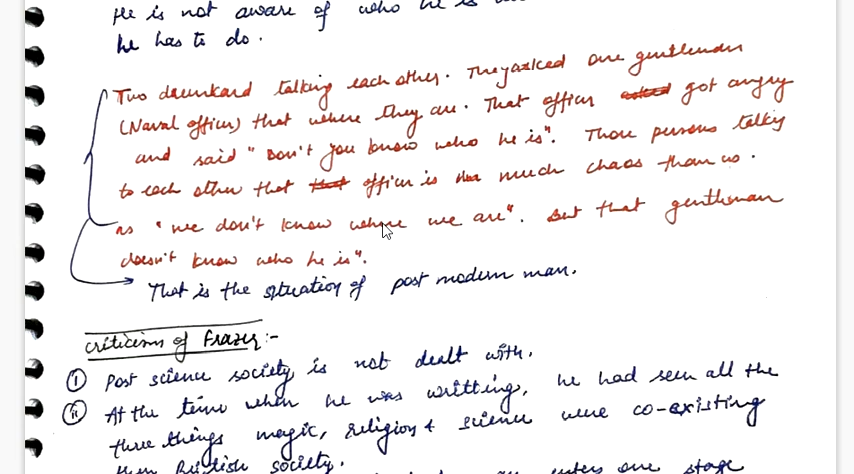 He is not aware of who he is
he has to do.
Two drunkard talking each other. They asked one gentleman
(Naval officer) that where they are. That officer asked got angry
and said "Don't you know who he is". Those persons talking
to each other that that officer is much chaos than us.
as "we don't know where we are". But that gentleman
doesn't know who he is".
That is the situation of post modern man.
criticism of Frazer:-
(i) Post science society is not dealt with.
(ii) At the time when he was writting, he had seen all the
three things magic, religion & science were co-existing
British society.
enters one stage